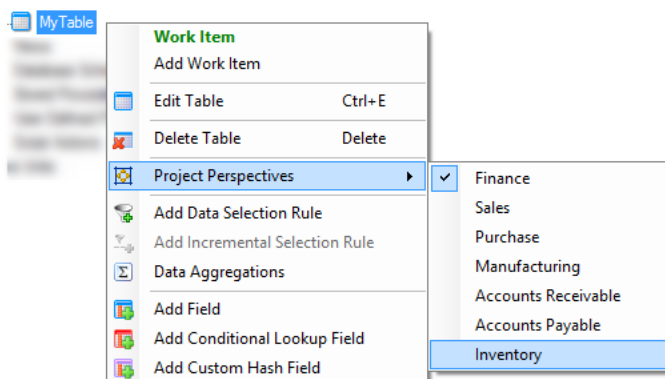 MyTable
Work Item
Add Work Item
Edit Table Ctrl+E
Delete Table Delete
Project Perspectives
Add Data Selection Rule
Add Incremental Selection Rule
Data Aggregations
Add Field
Add Conditional Lookup Field
Add Custom Hash Field
Finance
Sales
Purchase
Manufacturing
Accounts Receivable
Accounts Payable
Inventory